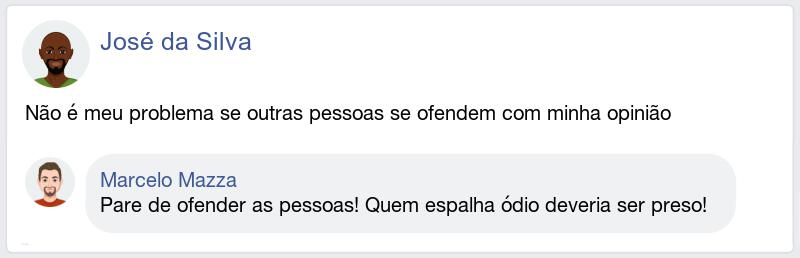 José da Silva
Não é meu problema se outras pessoas se ofendem com minha opinião
Marcelo Mazza
Pare de ofender as pessoas! Quem espalha ódio deveria ser preso!